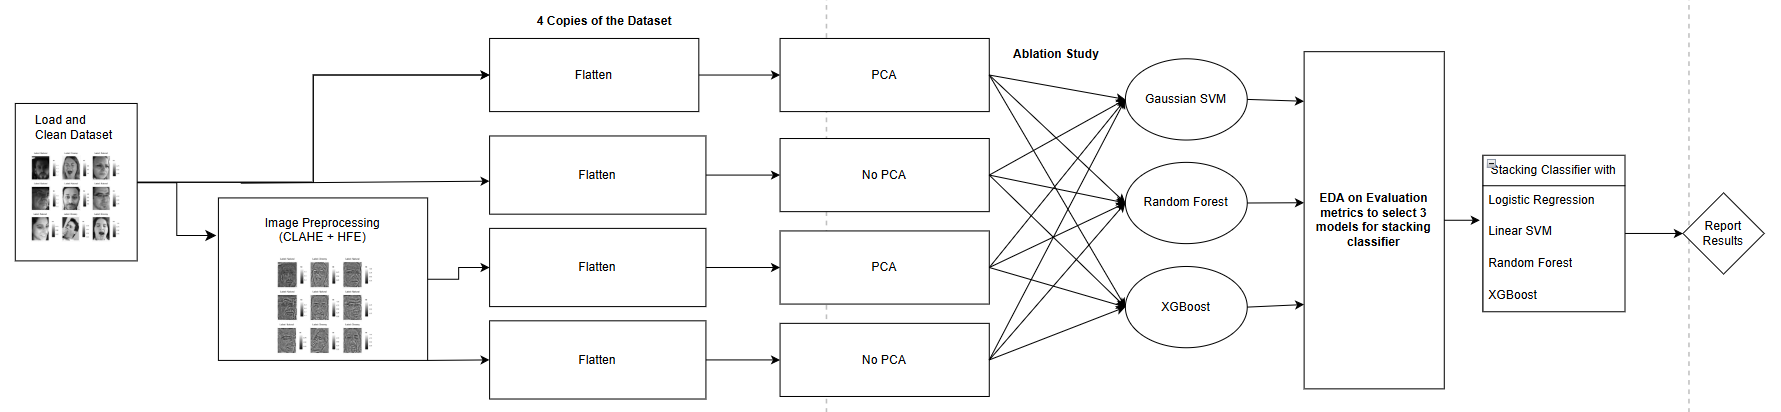 4 Copies of the Dataset
Ablation Study
Load and
Clean Dataset
Image Preprocessing
(CLAHE + HFE)
Flatten
PCA
Flatten
No PCA
Flatten
PCA
Flatten
No PCA
Gaussian SVM
Random Forest
XGBoost
EDA on Evaluation
metrics to select 3
models for stacking
classifier
Stacking Classifier with
Logistic Regression
Linear SVM
Random Forest
XGBoost
Report
Results